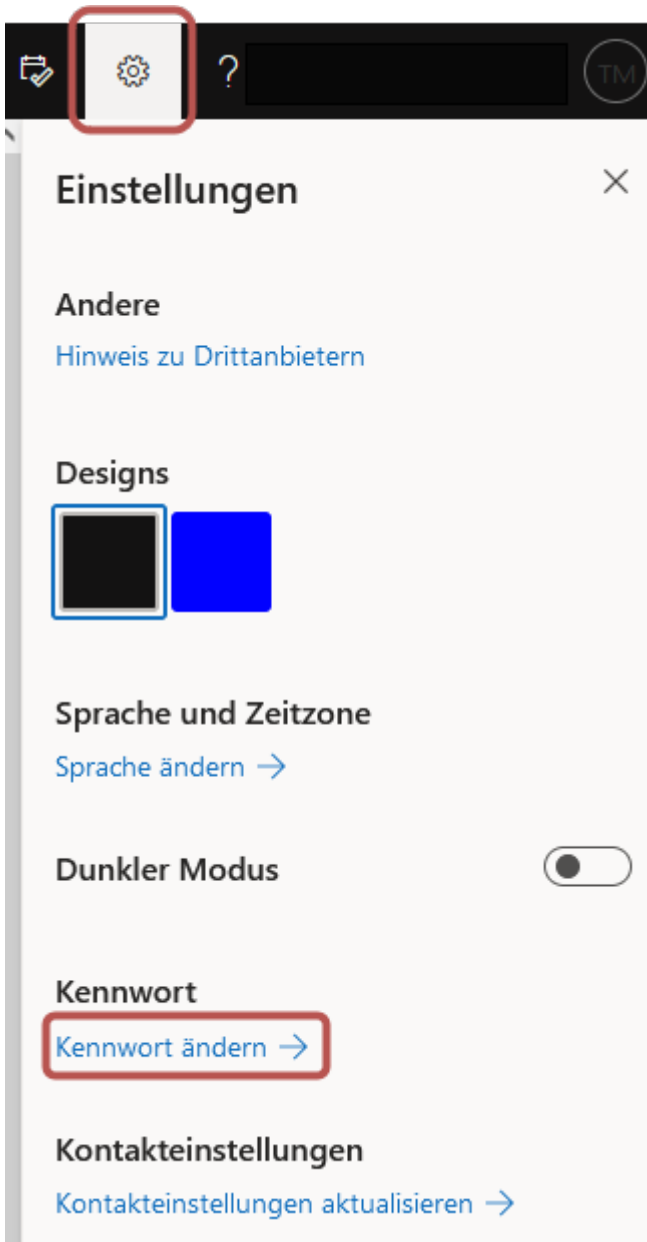 ?
TM
Einstellungen
Andere
Hinweis zu Drittanbietern
Designs
Sprache und Zeitzone
Sprache ändern →
Dunkler Modus
Kennwort
Kennwort ändern →
Kontakteinstellungen
Kontakteinstellungen aktualisieren →